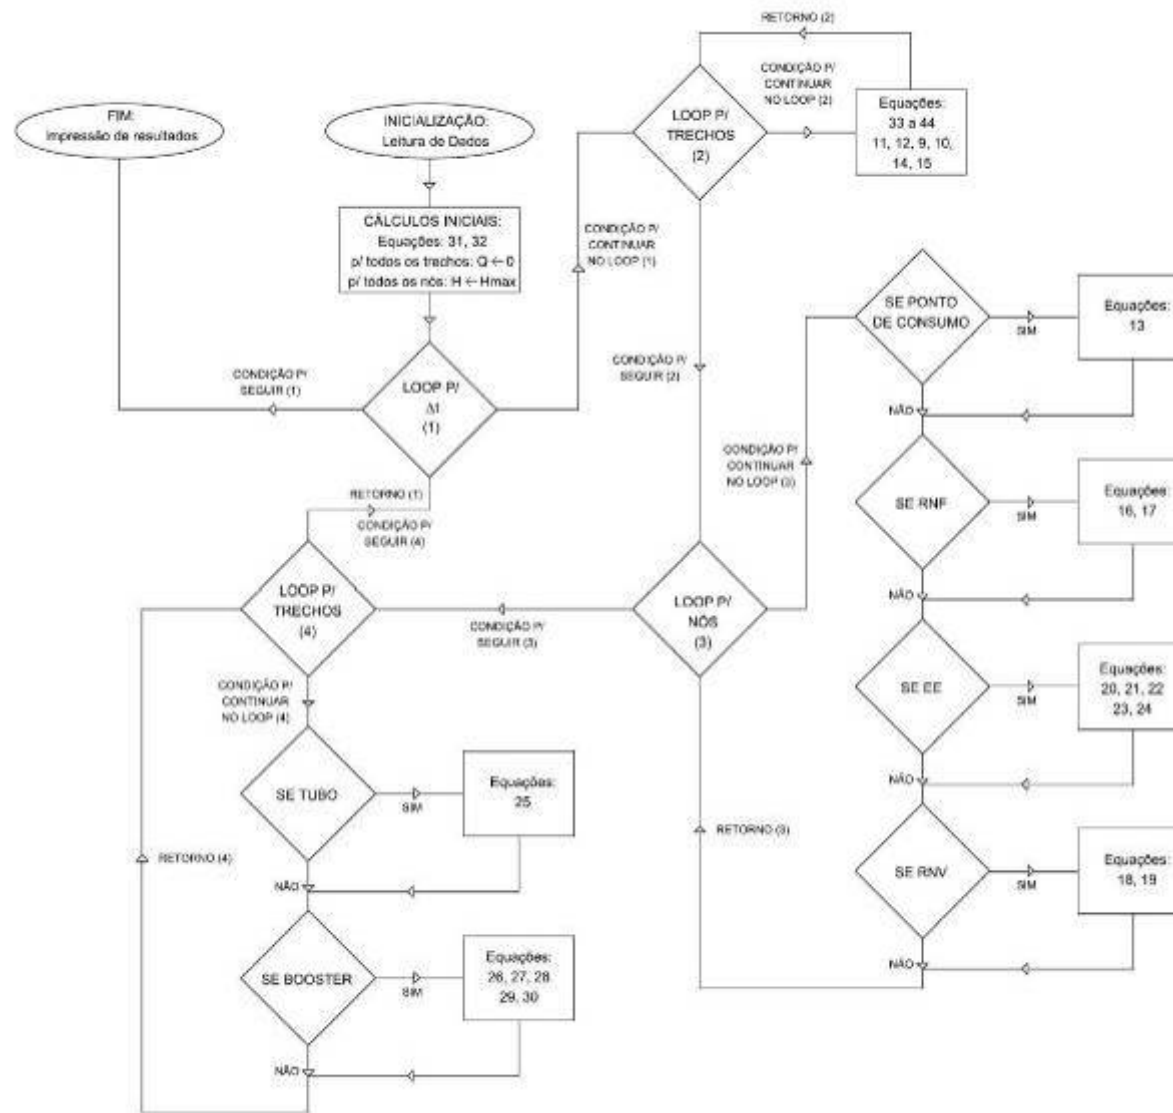 FIM:
Impressão de resultados
INICIALIZAÇÃO:
Leitura de Dados
CÁLCULOS INICIAIS:
Equações: 31, 32
p/ todos os trechos: Q ← 0
p/ todos os nós: H ← Hmax
LOOP P/
Δt
(1)
CONDIÇÃO P/
SEGUIR (1)
CONDIÇÃO P/
CONTINUAR
NO LOOP (1)
RETORNO (1)
RETORNO (2)
LOOP P/
TRECHOS
(2)
CONDIÇÃO P/
CONTINUAR
NO LOOP (2)
Equações:
33 a 44
11, 12, 9, 10,
14, 15
CONDIÇÃO P/
SEGUIR (2)
LOOP P/
NÓS
(3)
CONDIÇÃO P/
CONTINUAR
NO LOOP (3)
SE PONTO
DE CONSUMO
SIM
Equações:
13
NÃO
SE RNF
SIM
Equações:
16, 17
NÃO
SE EE
SIM
Equações:
20, 21, 22
23, 24
NÃO
SE RNV
SIM
Equações:
18, 19
NÃO
RETORNO (3)
CONDIÇÃO P/
SEGUIR (3)
CONDIÇÃO P/
SEGUIR (4)
LOOP P/
TRECHOS
(4)
CONDIÇÃO P/
CONTINUAR
NO LOOP (4)
SE TUBO
SIM
Equações:
25
NÃO
SE BOOSTER
SIM
Equações:
26, 27, 28
29, 30
NÃO
RETORNO (4)